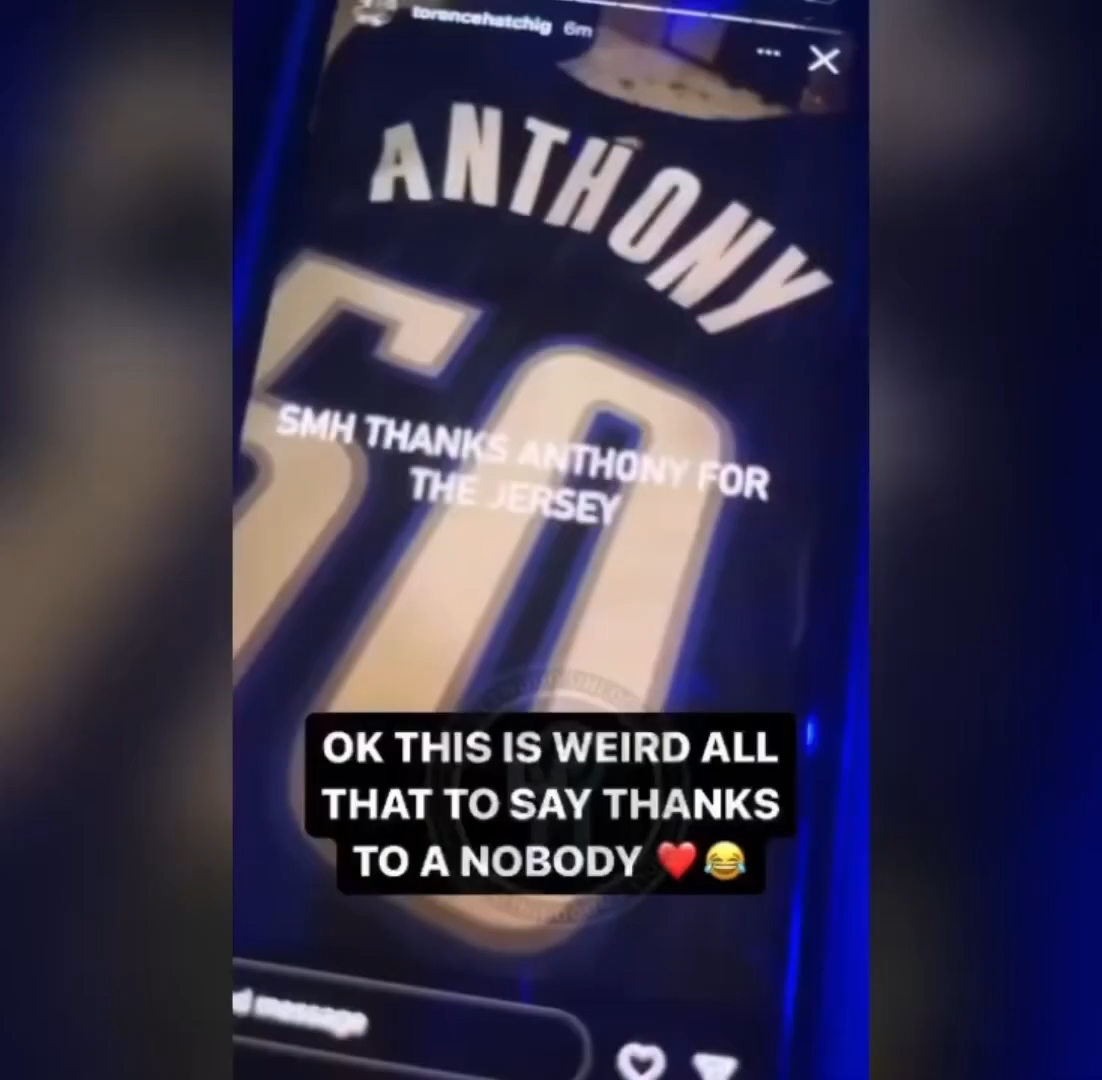 torencehatchig 6m
ANTHONY
60
SMH THANKS ANTHONY FOR
THE JERSEY
OK THIS IS WEIRD ALL
THAT TO SAY THANKS
TO A NOBODY ❤️😂
message